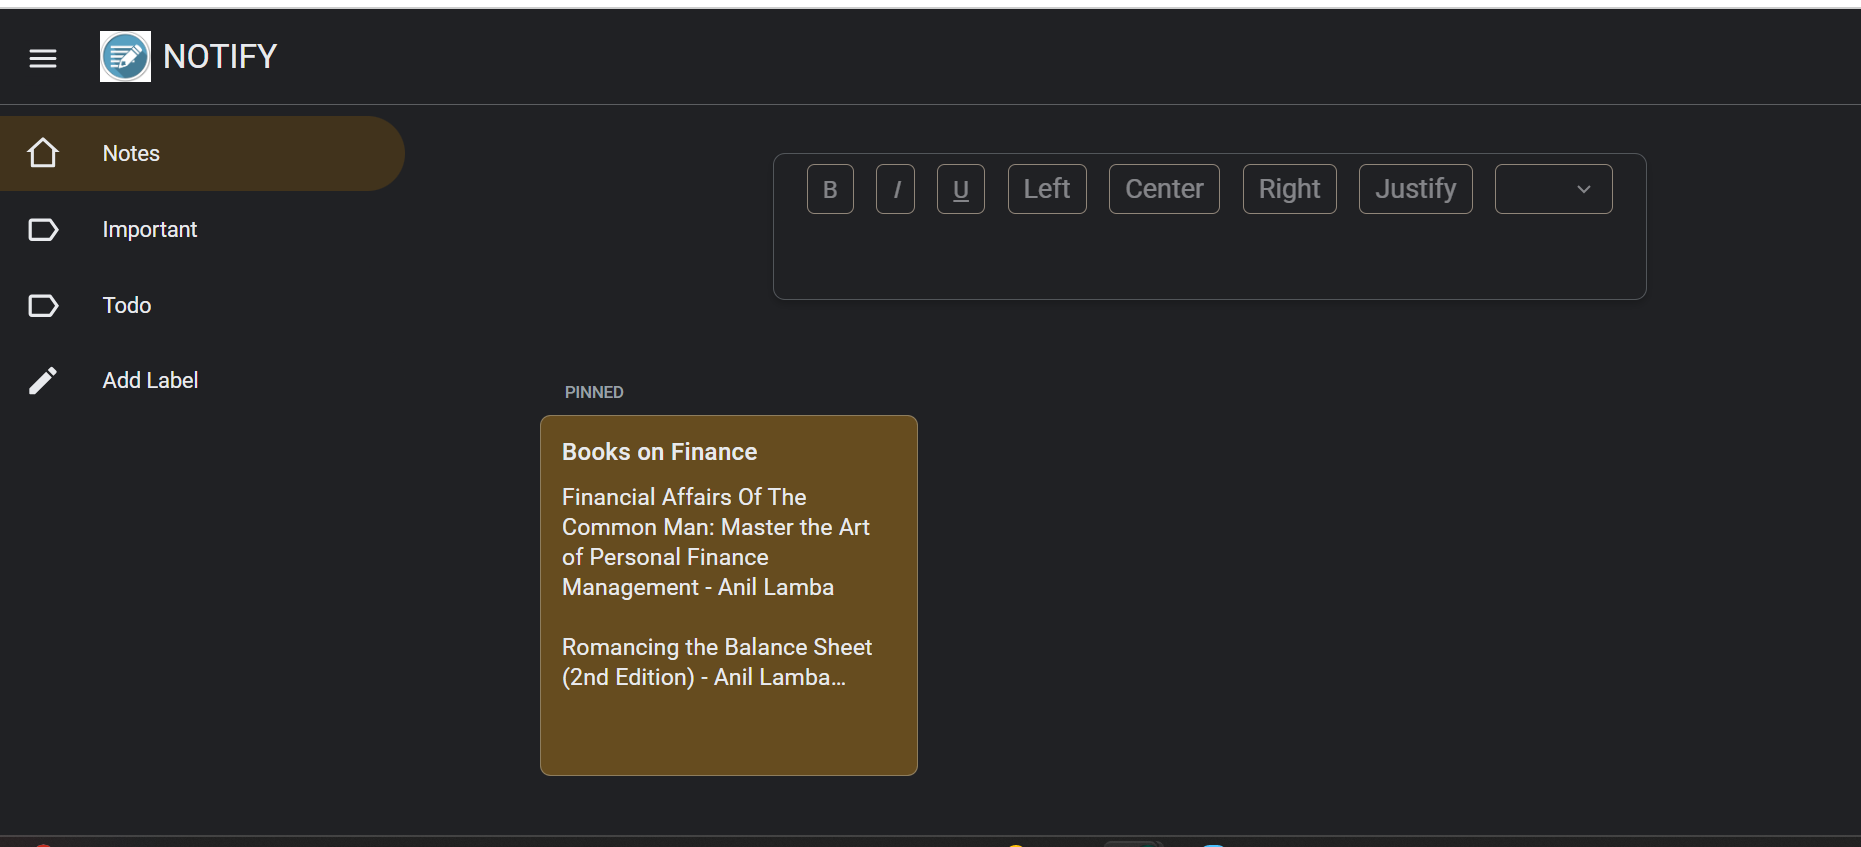 NOTIFY
Notes
Important
Todo
Add Label
B I U Left Center Right Justify
PINNED
Books on Finance
Financial Affairs Of The
Common Man: Master the Art
of Personal Finance
Management - Anil Lamba
Romancing the Balance Sheet
(2nd Edition) - Anil Lamba...